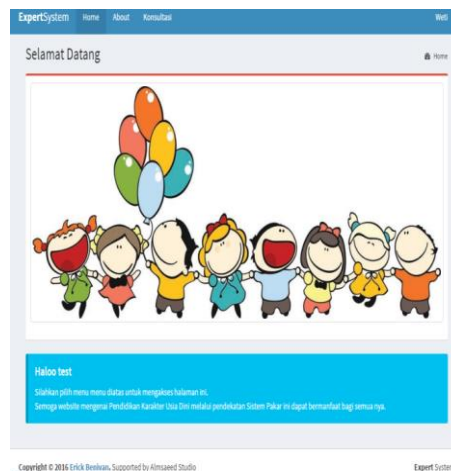 ExpertSystem Home About Konsultasi Weti
Selamat Datang
Home
Haloo test
Silahkan pilih menu menu diatas untuk mengakses halaman ini.
Semoga website mengenai Pendidikan Karakter Usia Dini melalui pendekatan Sistem Pakar ini dapat bermanfaat bagi semua nya.
Copyright © 2016 Erick Benivan. Supported by Almsaeed Studio Expert System